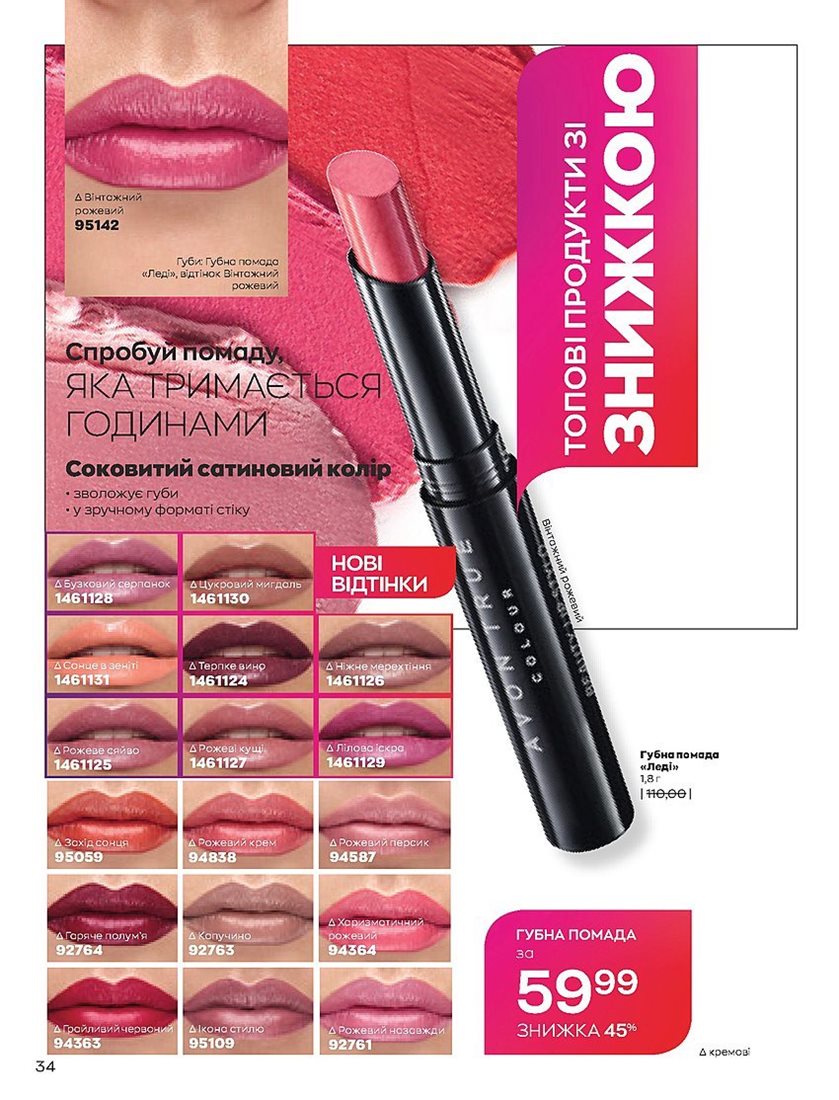 Δ Вінтажний
рожевий
95142
Губи: Губна помада
«Леді», відтінок Вінтажний
рожевий
ТОПОВІ ПРОДУКТИ ЗІ
ЗНИЖКОЮ
Спробуй помаду,
ЯКА ТРИМАЄТЬСЯ
ГОДИНАМИ
Соковитий сатиновий колір
• зволожує губи
• у зручному форматі стіку
НОВІ
ВІДТІНКИ
Δ Бузковий серпанок
1461128
Δ Цукровий мигдаль
1461130
Δ Сонце в зеніті
1461131
Δ Терпке вино
1461124
Δ Ніжне мерехтіння
1461126
Δ Рожеве сяйво
1461125
Δ Рожеві кущі
1461127
Δ Лілова іскра
1461129
Δ Захід сонця
95059
Δ Рожевий крем
94838
Δ Рожевий персик
94587
Δ Гаряче полум'я
92764
Δ Капучино
92763
Δ Харизматичний
рожевий
94364
Δ Грайливий червоний
94363
Δ Ікона стилю
95109
Δ Рожевий назавжди
92761
Вінтажний рожевий
AVON TRUE
COLOUR
Губна помада
«Леді»
1,8 г
| 110,00 |
ГУБНА ПОМАДА
за
59⁹⁹
ЗНИЖКА 45%
Δ кремові
34